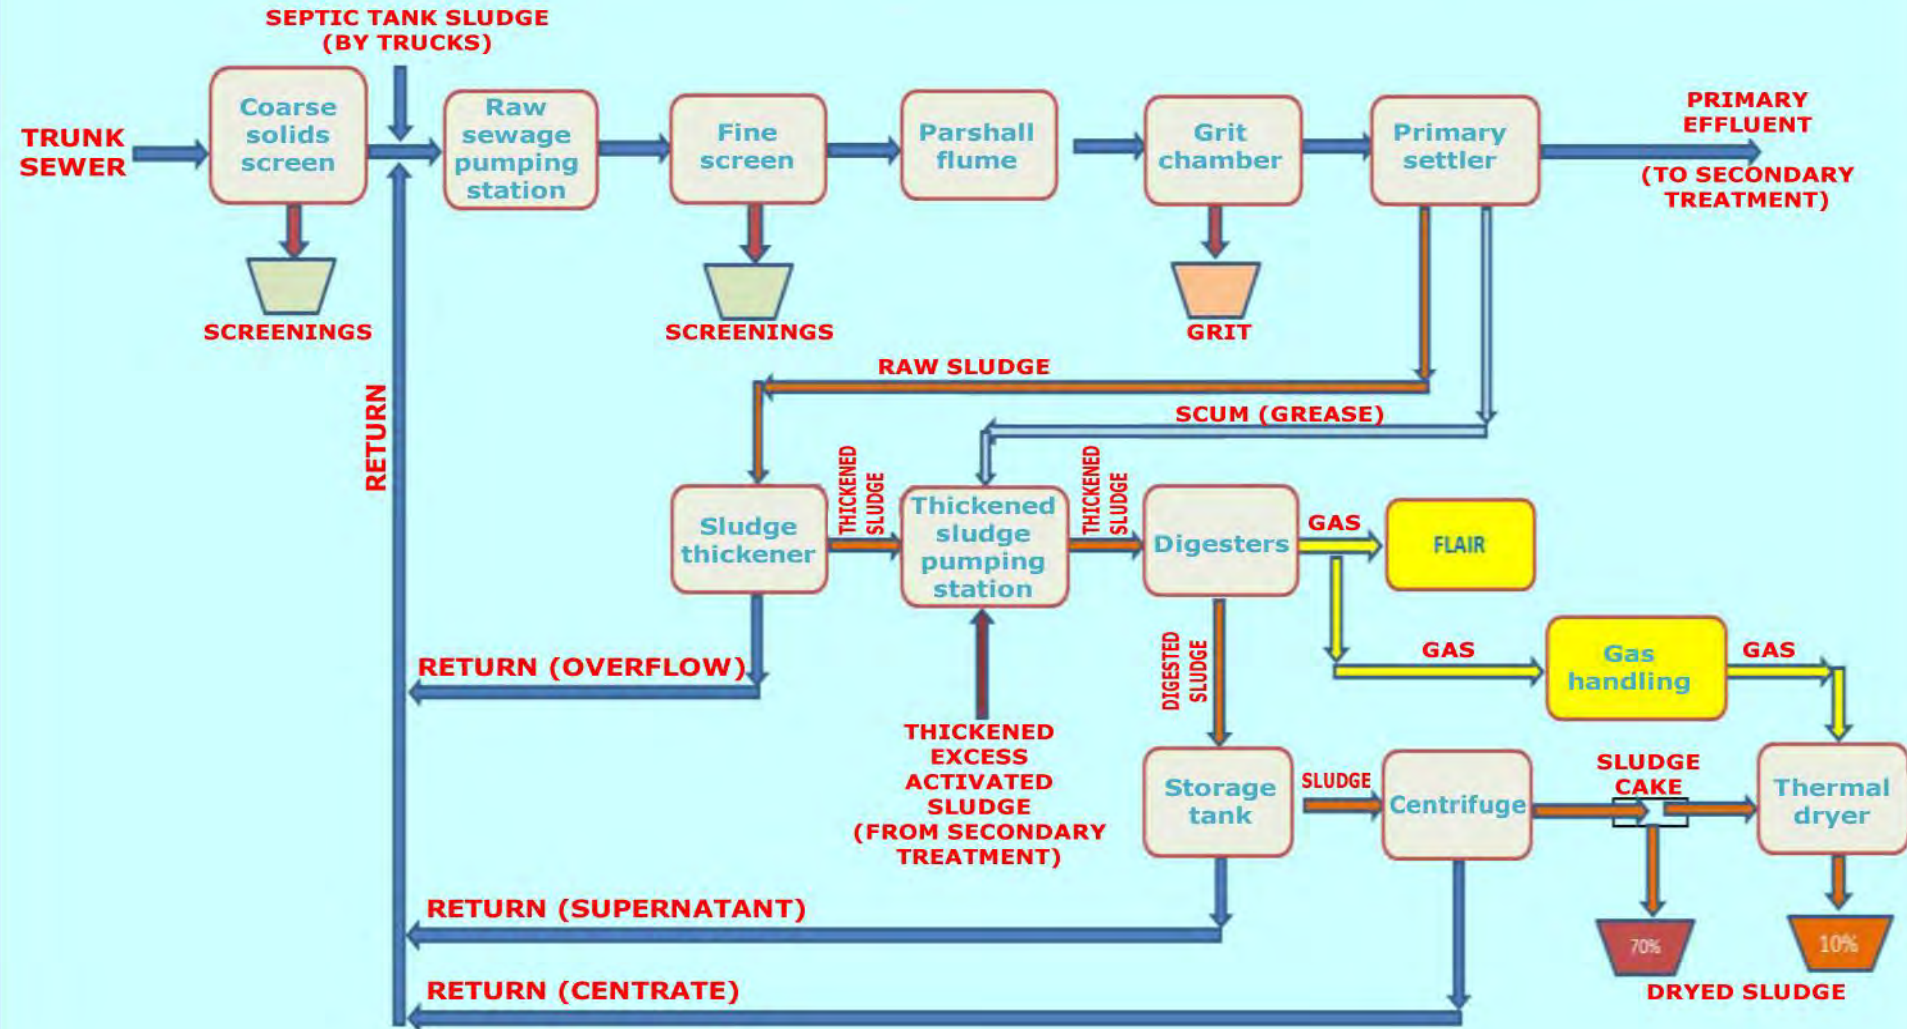 SEPTIC TANK SLUDGE
(BY TRUCKS)
TRUNK
SEWER
Coarse
solids
screen
Raw
sewage
pumping
station
Fine
screen
Parshall
flume
Grit
chamber
Primary
settler
PRIMARY
EFFLUENT
(TO SECONDARY
TREATMENT)
SCREENINGS
SCREENINGS
GRIT
RAW SLUDGE
SCUM (GREASE)
RETURN
Sludge
thickener
THICKENED
SLUDGE
Thickened
sludge
pumping
station
THICKENED
SLUDGE
Digesters
GAS
FLAIR
GAS
Gas
handling
GAS
RETURN (OVERFLOW)
DIGESTED
SLUDGE
THICKENED
EXCESS
ACTIVATED
SLUDGE
(FROM SECONDARY
TREATMENT)
Storage
tank
SLUDGE
Centrifuge
SLUDGE
CAKE
Thermal
dryer
RETURN (SUPERNATANT)
70%
10%
RETURN (CENTRATE)
DRYED SLUDGE